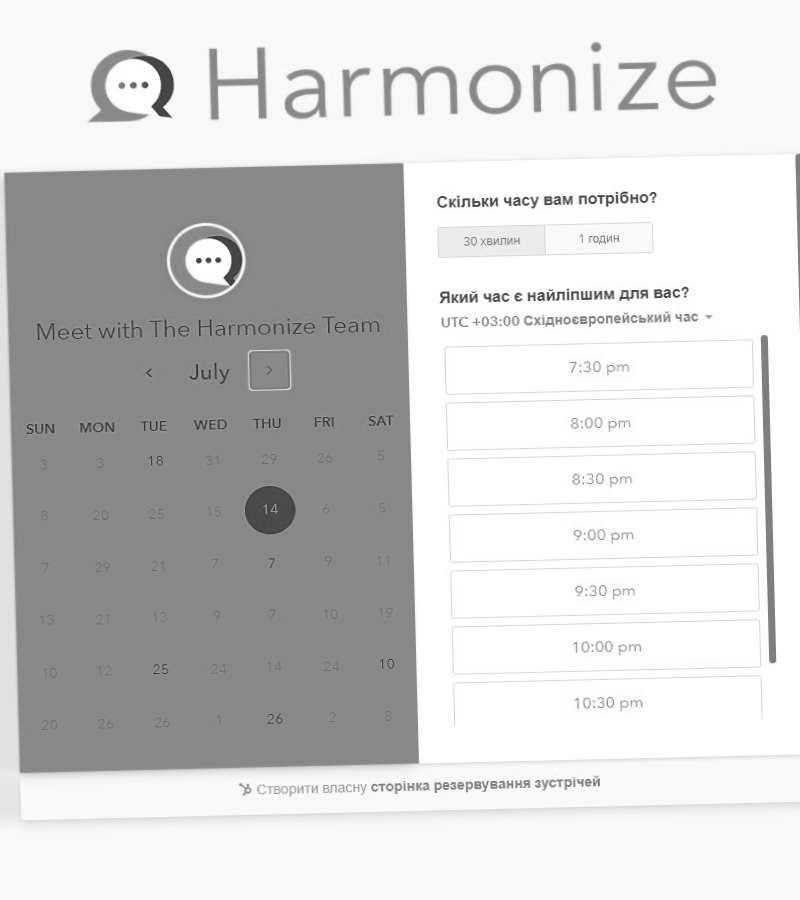 Harmonize
Meet with The Harmonize Team
July
SUN MON TUE WED THU FRI SAT
3 3 18 31 29 26 5
8 20 25 15 14 6 5
7 29 21 7 7 9 11
13 21 13 9 7 10 19
10 12 25 24 14 24 10
20 26 26 1 26 2 8
Скільки часу вам потрібно?
30 хвилин 1 годин
Який час є найліпшим для вас?
UTC +03:00 Східноєвропейський час
7:30 pm
8:00 pm
8:30 pm
9:00 pm
9:30 pm
10:00 pm
10:30 pm
Створити власну сторінка резервування зустрічей